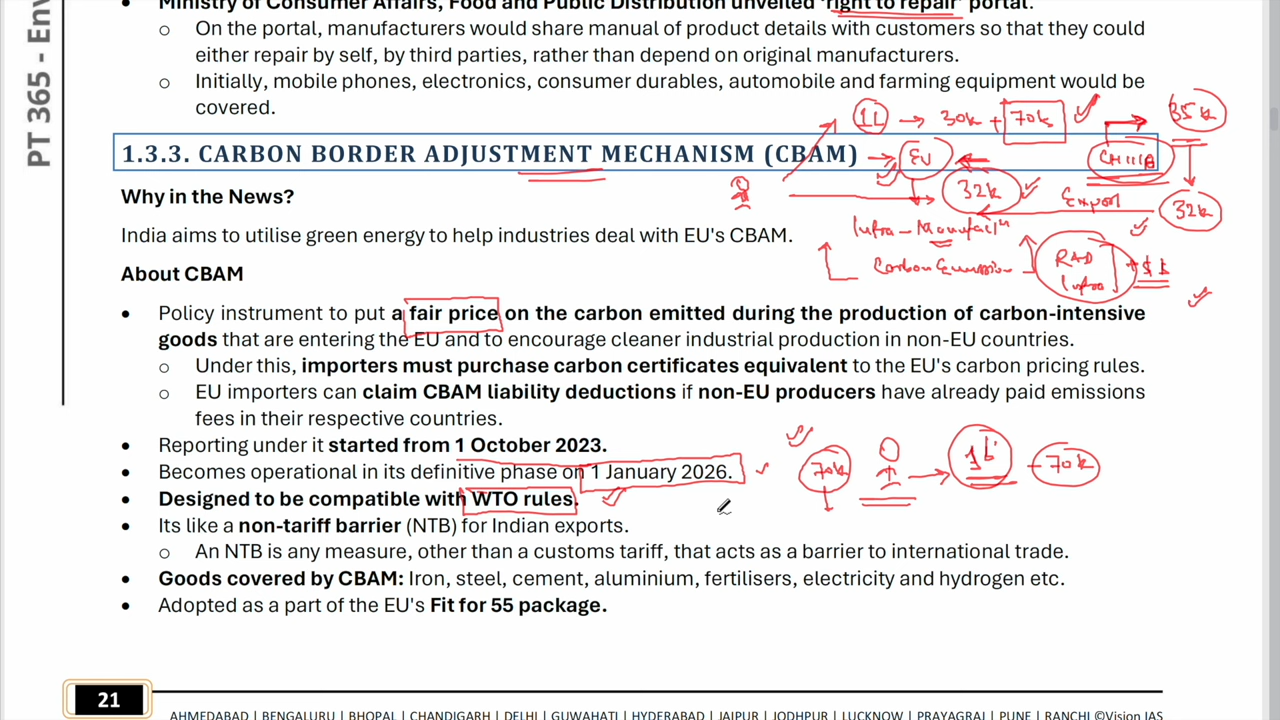 PT 365 - Env
Ministry of Consumer Affairs, Food and Public Distribution unveiled 'right to repair' portal.
On the portal, manufacturers would share manual of product details with customers so that they could
either repair by self, by third parties, rather than depend on original manufacturers.
Initially, mobile phones, electronics, consumer durables, automobile and farming equipment would be
covered.
1L → 30k + 70k
35k
1.3.3. CARBON BORDER ADJUSTMENT MECHANISM (CBAM)
EU
32k
Export
32k
Why in the News?
India aims to utilise green energy to help industries deal with EU's CBAM.
Carbon Emission
R&D
Infra
About CBAM
Policy instrument to put a fair price on the carbon emitted during the production of carbon-intensive
goods that are entering the EU and to encourage cleaner industrial production in non-EU countries.
Under this, importers must purchase carbon certificates equivalent to the EU's carbon pricing rules.
EU importers can claim CBAM liability deductions if non-EU producers have already paid emissions
fees in their respective countries.
Reporting under it started from 1 October 2023.
Becomes operational in its definitive phase on 1 January 2026.
70k
- 70k
Designed to be compatible with WTO rules.
Its like a non-tariff barrier (NTB) for Indian exports.
An NTB is any measure, other than a customs tariff, that acts as a barrier to international trade.
Goods covered by CBAM: Iron, steel, cement, aluminium, fertilisers, electricity and hydrogen etc.
Adopted as a part of the EU's Fit for 55 package.
21
AHMEDABAD | BENGALURU | BHOPAL | CHANDIGARH | DELHI | GUWAHATI | HYDERABAD | JAIPUR | JODHPUR | LUCKNOW | PRAYAGRAJ | PUNE | RANCHI ©Vision IAS